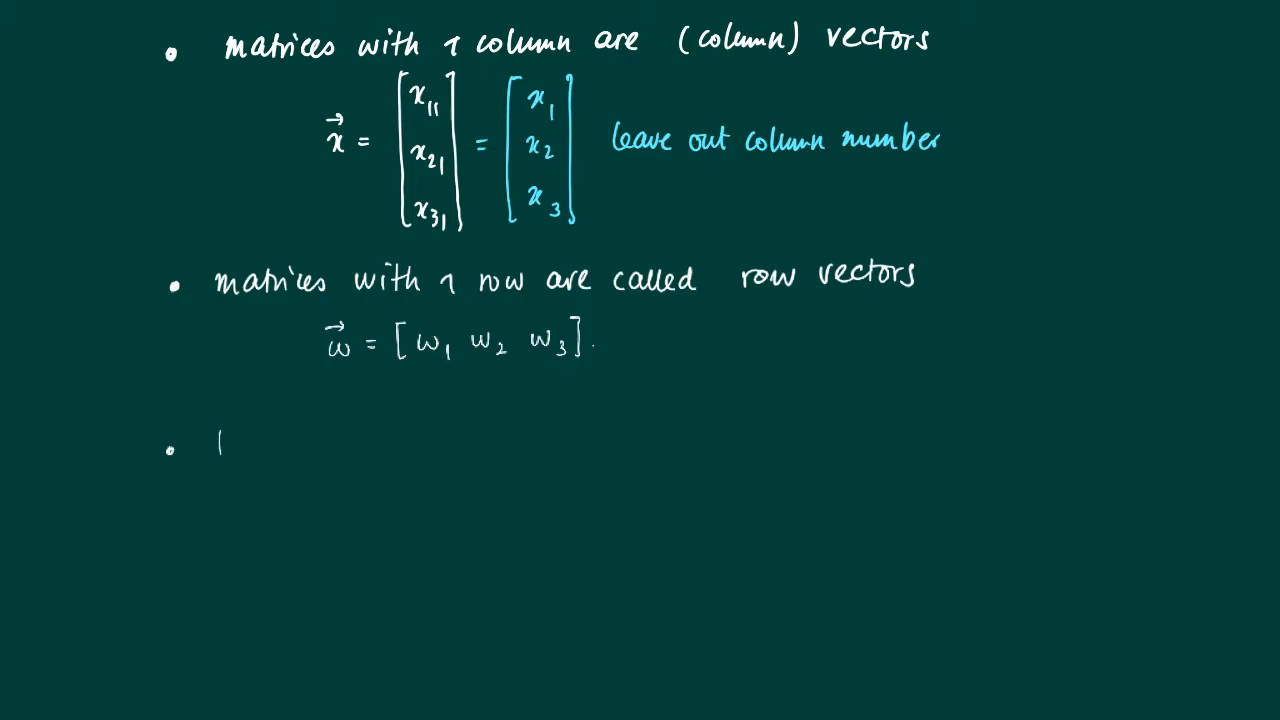 • matrices with 1 column are (column) vectors
x⃗ = [x₁₁ x₂₁ x₃₁] = [x₁ x₂ x₃] leave out column number
• matrices with 1 row are called row vectors
w⃗ = [w₁ w₂ w₃].
•